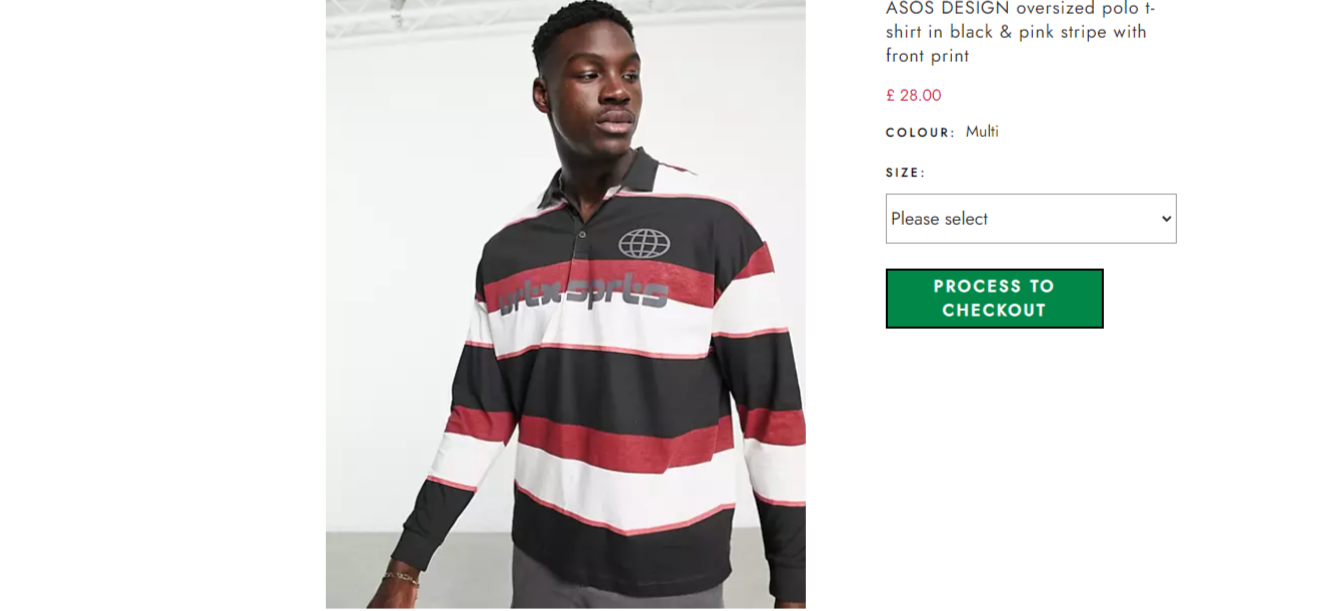 ASOS DESIGN oversized polo t-
shirt in black & pink stripe with
front print
£ 28.00
COLOUR: Multi
SIZE:
Please select
PROCESS TO
CHECKOUT
sprts